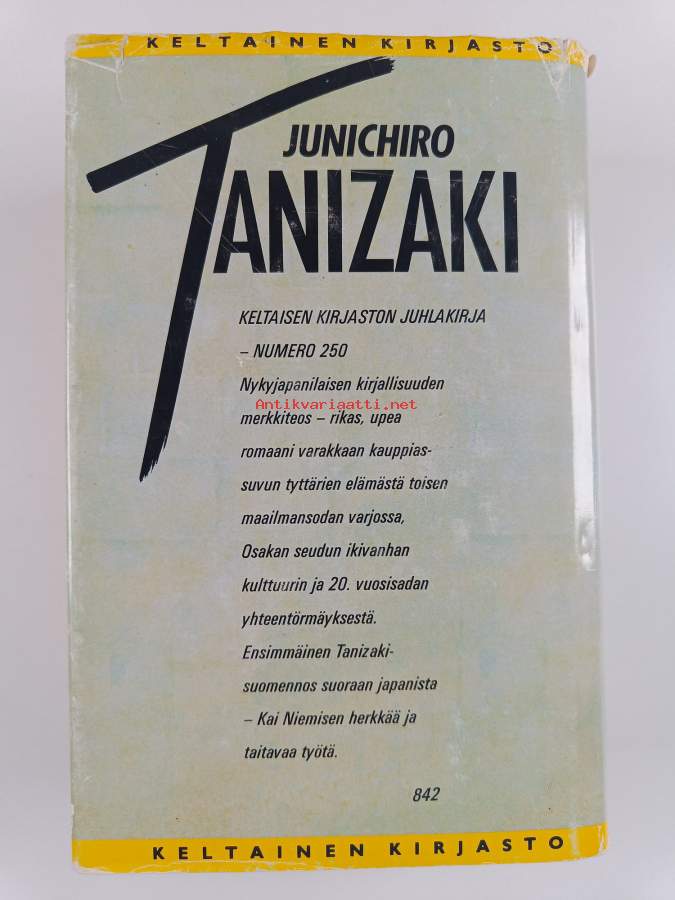 KELTAINEN KIRJASTO
JUNICHIRO
TANIZAKI
KELTAISEN KIRJASTON JUHLAKIRJA
– NUMERO 250
Nykyjapanilaisen kirjallisuuden
Antikvariaatti.net
merkkiteos – rikas, upea
romaani varakkaan kauppias-
suvun tyttärien elämästä toisen
maailmansodan varjossa,
Osakan seudun ikivanhan
kulttuurin ja 20. vuosisadan
yhteentörmäyksestä.
Ensimmäinen Tanizaki-
suomennos suoraan japanista
– Kai Niemisen herkkää ja
taitavaa työtä.
842
KELTAINEN KIRJASTO